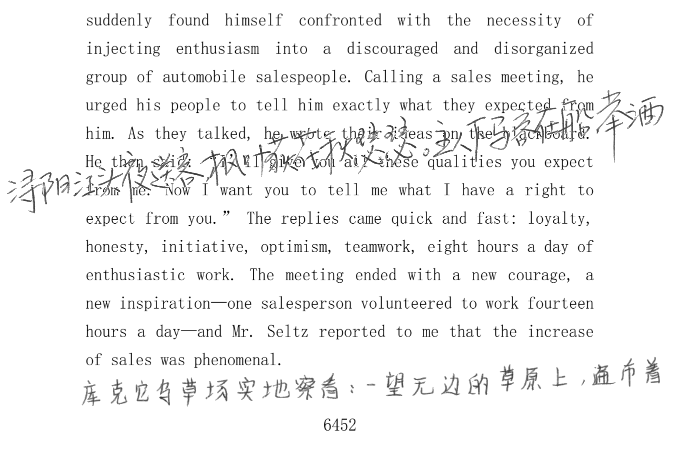 suddenly found himself confronted with the necessity of
injecting enthusiasm into a discouraged and disorganized
group of automobile salespeople. Calling a sales meeting, he
urged his people to tell him exactly what they expected from
him. As they talked, he wrote their ideas on the blackboard.
He then said: “I’ll give you all these qualities you expect
浔阳江头夜送客,枫叶荻花秋瑟瑟。主人下马客在船,举酒
from me. Now I want you to tell me what I have a right to
expect from you.” The replies came quick and fast: loyalty,
honesty, initiative, optimism, teamwork, eight hours a day of
enthusiastic work. The meeting ended with a new courage, a
new inspiration—one salesperson volunteered to work fourteen
hours a day—and Mr. Seltz reported to me that the increase
of sales was phenomenal.
库克它乌草场实地察看:一望无边的草原上,遍布着
6452